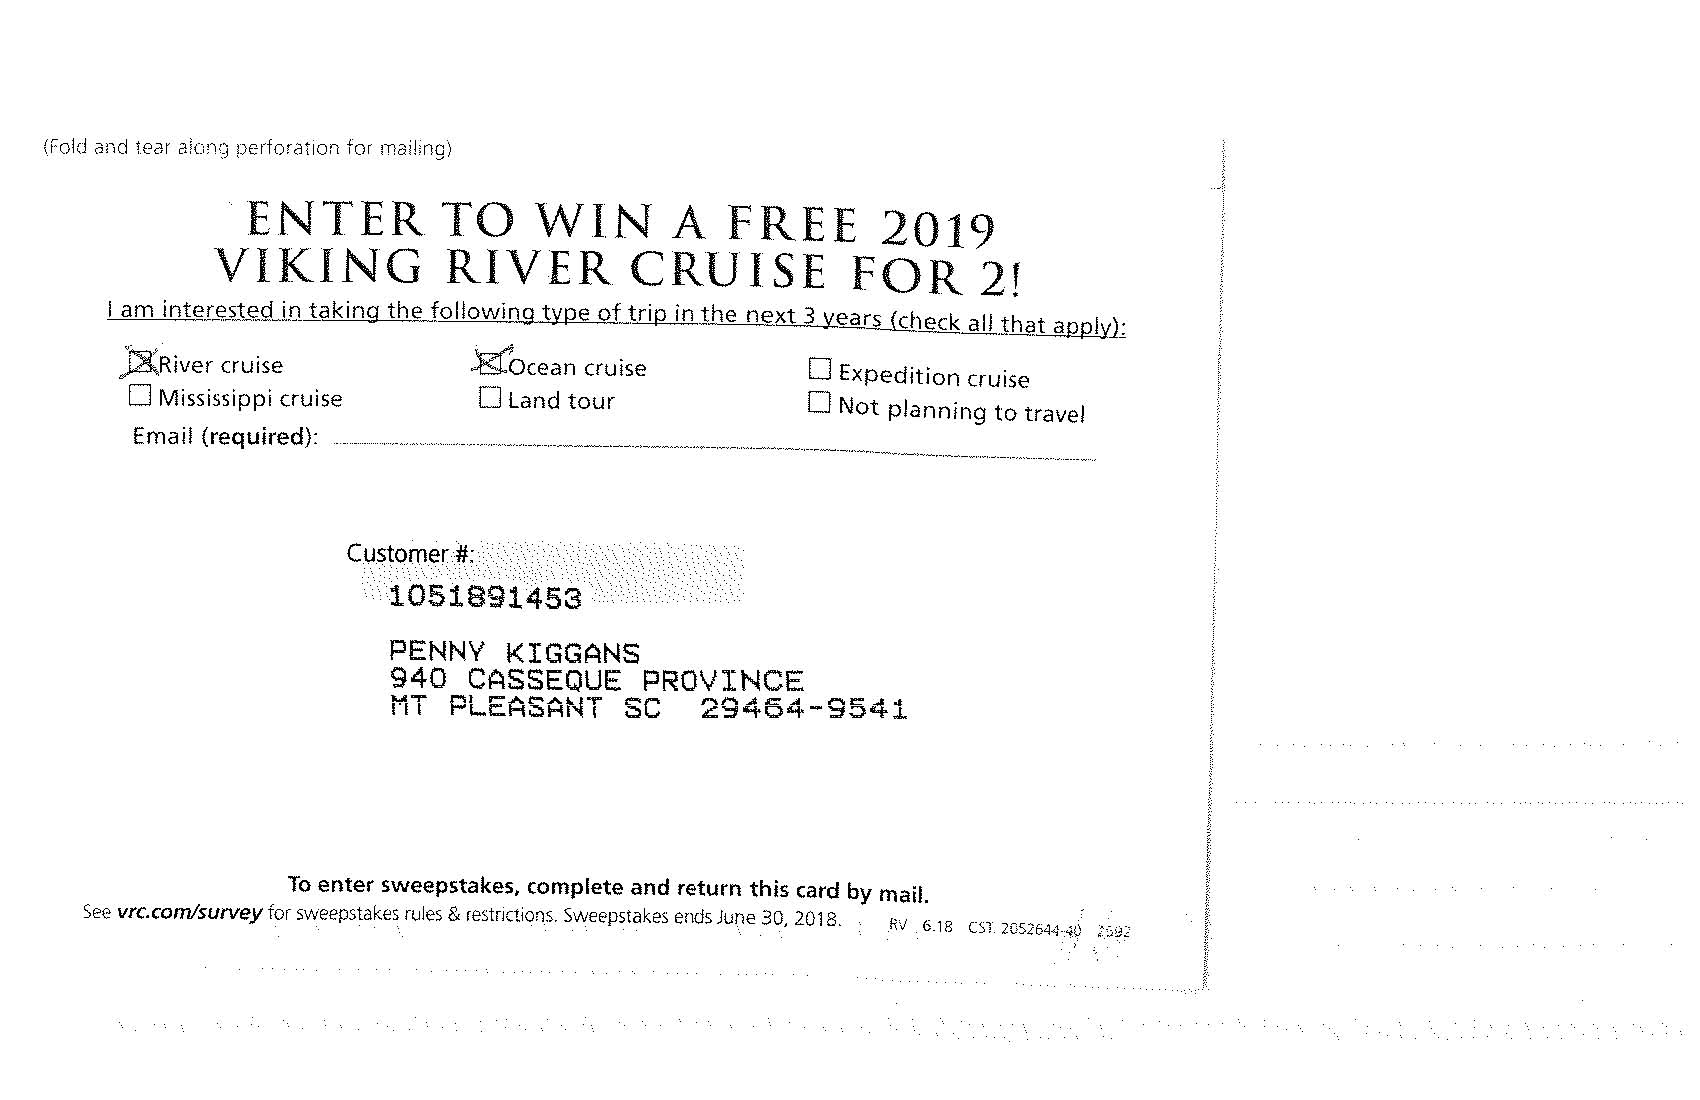 (Fold and tear along perforation for mailing)
ENTER TO WIN A FREE 2019
VIKING RIVER CRUISE FOR 2!
I am interested in taking the following type of trip in the next 3 years (check all that apply):
☒ River cruise ☒ Ocean cruise ☐ Expedition cruise
☐ Mississippi cruise ☐ Land tour ☐ Not planning to travel
Email (required):
Customer #:
1051891453
PENNY KIGGANS
940 CASSEQUE PROVINCE
MT PLEASANT SC 29464-9541
To enter sweepstakes, complete and return this card by mail.
See vrc.com/survey for sweepstakes rules & restrictions. Sweepstakes ends June 30, 2018. RV 6.18 CST 2052644-40 2592